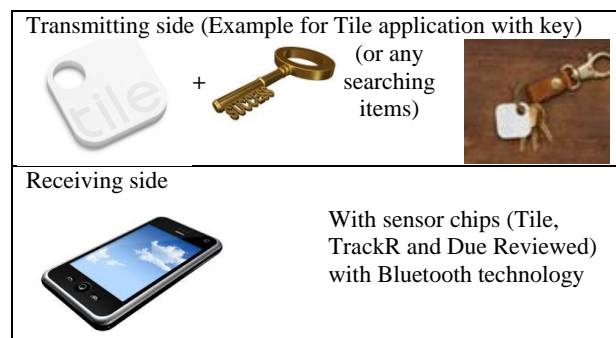 Transmitting side (Example for Tile application with key)
tile
+
SUCCESS
(or any
searching
items)
Receiving side
With sensor chips (Tile,
TrackR and Due Reviewed)
with Bluetooth technology